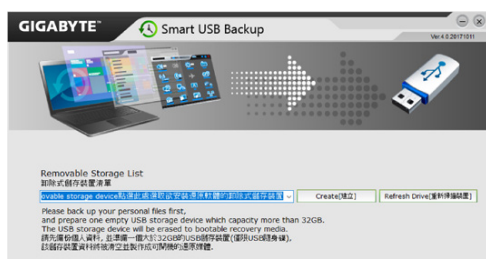 GIGABYTE™
Smart USB Backup
Ver.4.0.20171011
Removable Storage List
卸除式儲存裝置清單
ovable storage device點選此處選取欲安裝還原軟體的卸除式儲存裝置
Create[建立]
Refresh Drive[重新掃描裝置]
Please back up your personal files first,
and prepare one empty USB storage device which capacity more than 32GB.
The USB storage device will be erased to bootable recovery media.
請先備份個人資料, 並準備一個大於32GB的USB儲存裝置(僅限USB隨身碟),
該儲存裝置資料將被清空並製作成可開機的還原媒體.